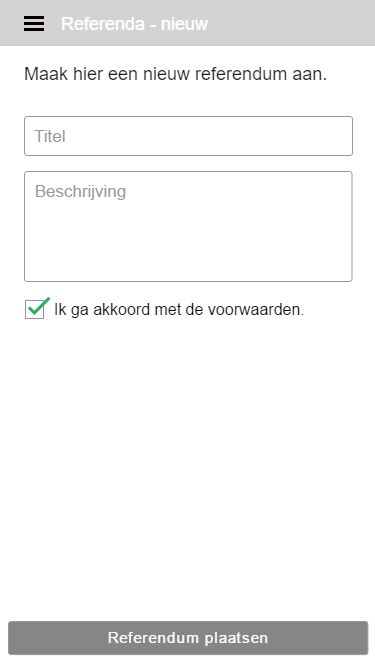 Referenda - nieuw
Maak hier een nieuw referendum aan.
Titel
Beschrijving
Ik ga akkoord met de voorwaarden.
Referendum plaatsen